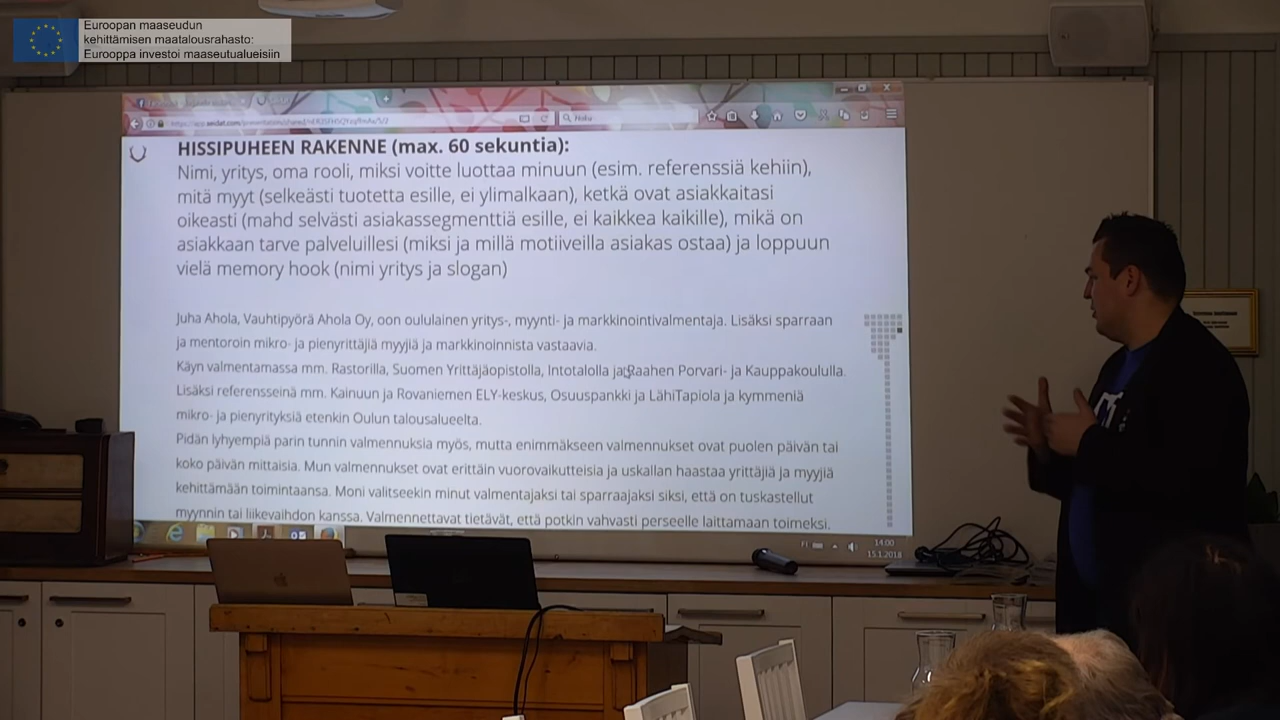 Euroopan maaseudun
kehittämisen maatalousrahasto:
Eurooppa investoi maaseutualueisiin
Haku
HISSIPUHEEN RAKENNE (max. 60 sekuntia):
Nimi, yritys, oma rooli, miksi voitte luottaa minuun (esim. referenssiä kehiin),
mitä myyt (selkeästi tuotetta esille, ei ylimalkaan), ketkä ovat asiakkaitasi
oikeasti (mahd selvästi asiakassegmenttiä esille, ei kaikkea kaikille), mikä on
asiakkaan tarve palveluillesi (miksi ja millä motiiveilla asiakas ostaa) ja loppuun
vielä memory hook (nimi yritys ja slogan)
Juha Ahola, Vauhtipyörä Ahola Oy, oon oululainen yritys-, myynti- ja markkinointivalmentaja. Lisäksi sparraan
ja mentoroin mikro- ja pienyrittäjiä myyjiä ja markkinoinnista vastaavia.
Käyn valmentamassa mm. Rastorilla, Suomen Yrittäjäopistolla, Intotalolla ja Raahen Porvari- ja Kauppakoululla.
Lisäksi referensseinä mm. Kainuun ja Rovaniemen ELY-keskus, Osuuspankki ja LähiTapiola ja kymmeniä
mikro- ja pienyrityksiä etenkin Oulun talousalueelta.
Pidän lyhyempiä parin tunnin valmennuksia myös, mutta enimmäkseen valmennukset ovat puolen päivän tai
koko päivän mittaisia. Mun valmennukset ovat erittäin vuorovaikutteisia ja uskallan haastaa yrittäjiä ja myyjiä
kehittämään toimintaansa. Moni valitseekin minut valmentajaksi tai sparraajaksi siksi, että on tuskastellut
myynnin tai liikevaihdon kanssa. Valmennettavat tietävät, että potkin vahvasti perseelle laittamaan toimeksi.
FI
14:00
15.1.2018